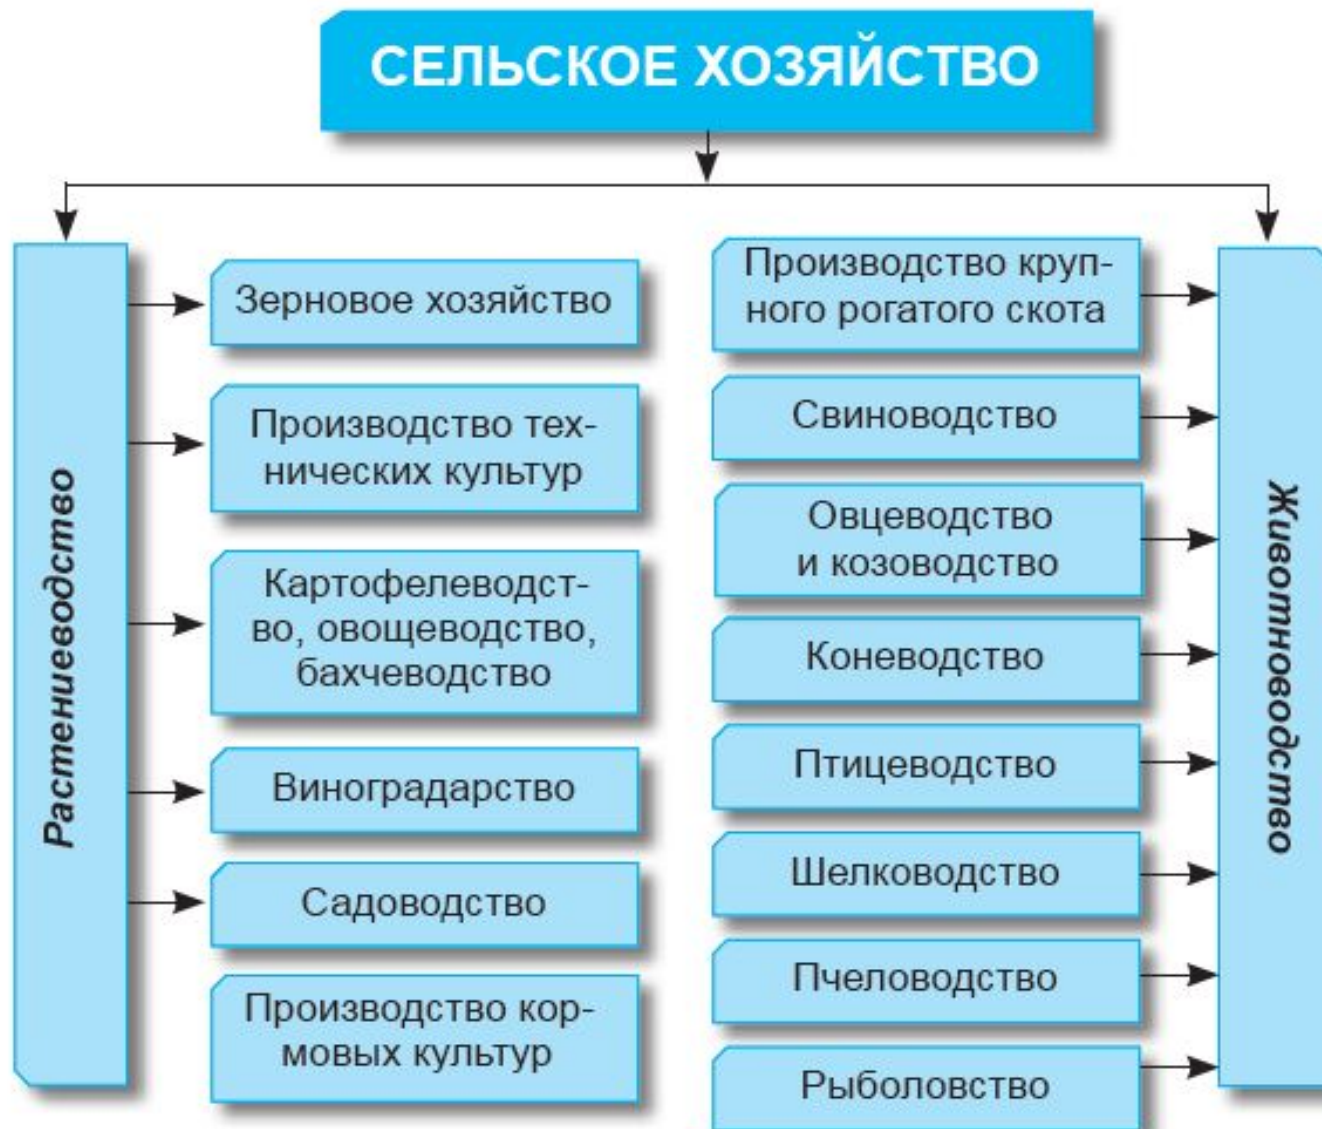 СЕЛЬСКОЕ ХОЗЯЙСТВО
Растениеводство
Зерновое хозяйство
Производство тех-
нических культур
Картофелеводст-
во, овощеводство,
бахчеводство
Виноградарство
Садоводство
Производство кор-
мовых культур
Производство круп-
ного рогатого скота
Свиноводство
Овцеводство
и козоводство
Коневодство
Птицеводство
Шелководство
Пчеловодство
Рыболовство
Животноводство